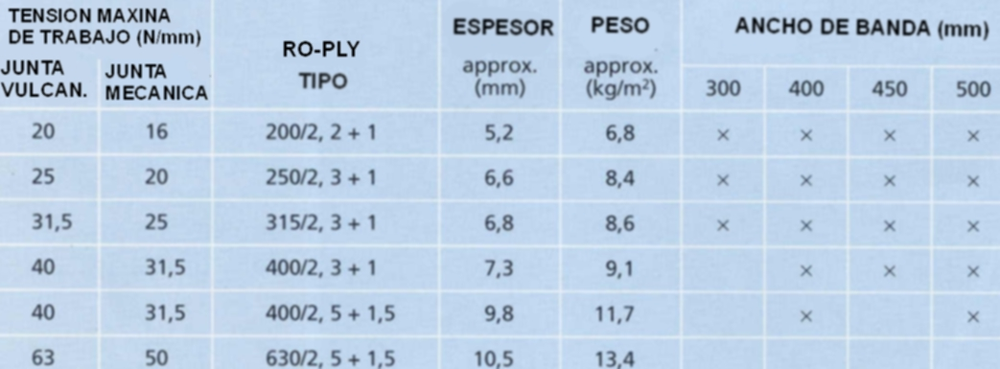 TENSION MAXINA
DE TRABAJO (N/mm)
RO-PLY
TIPO
ESPESOR
approx.
(mm)
PESO
approx.
(kg/m²)
ANCHO DE BANDA (mm)
JUNTA
VULCAN.
JUNTA
MECANICA
300 400 450 500
20 16 200/2, 2 + 1 5,2 6,8 × × × ×
25 20 250/2, 3 + 1 6,6 8,4 × × × ×
31,5 25 315/2, 3 + 1 6,8 8,6 × × × ×
40 31,5 400/2, 3 + 1 7,3 9,1 × × ×
40 31,5 400/2, 5 + 1,5 9,8 11,7 × ×
63 50 630/2, 5 + 1,5 10,5 13,4